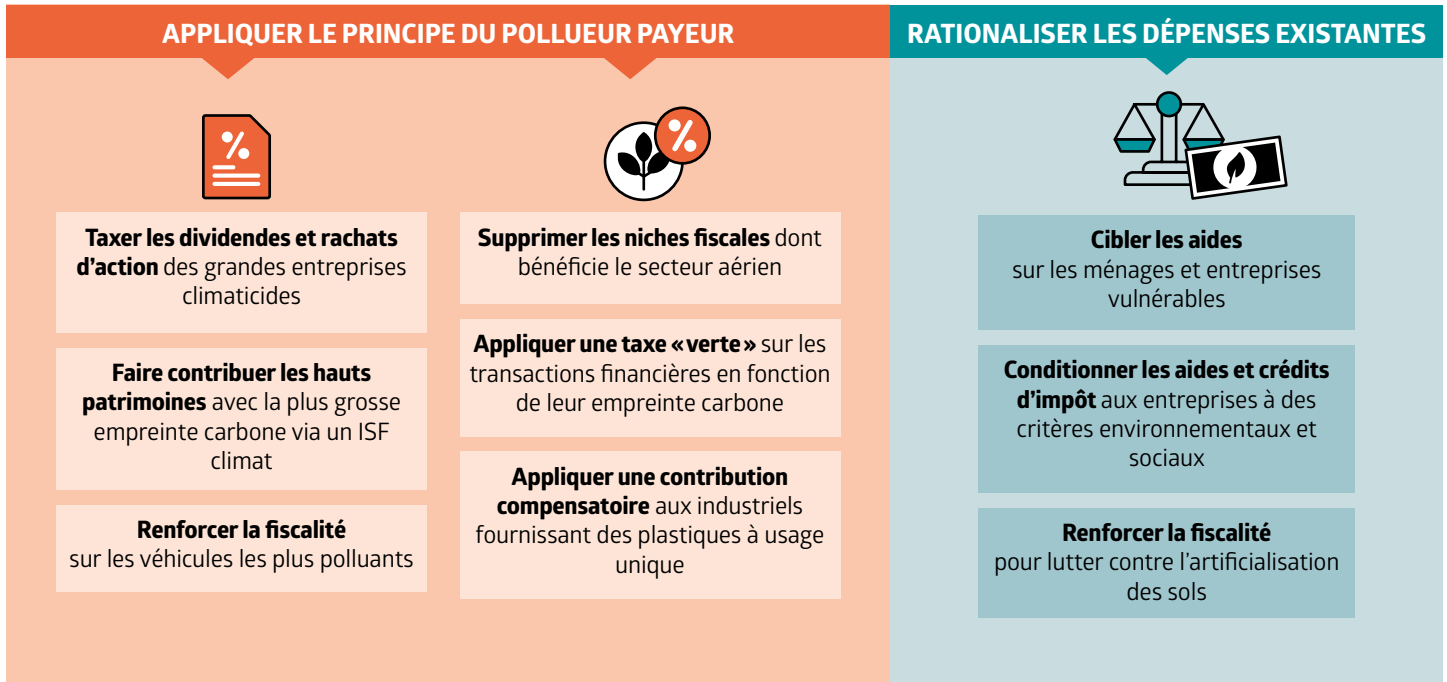 APPLIQUER LE PRINCIPE DU POLLUEUR PAYEUR
%
Taxer les dividendes et rachats
d’action des grandes entreprises
climaticides
Faire contribuer les hauts
patrimoines avec la plus grosse
empreinte carbone via un ISF
climat
Renforcer la fiscalité
sur les véhicules les plus polluants
%
Supprimer les niches fiscales dont
bénéficie le secteur aérien
Appliquer une taxe « verte » sur les
transactions financières en fonction
de leur empreinte carbone
Appliquer une contribution
compensatoire aux industriels
fournissant des plastiques à usage
unique
RATIONALISER LES DÉPENSES EXISTANTES
Cibler les aides
sur les ménages et entreprises
vulnérables
Conditionner les aides et crédits
d’impôt aux entreprises à des
critères environnementaux et
sociaux
Renforcer la fiscalité
pour lutter contre l’artificialisation
des sols